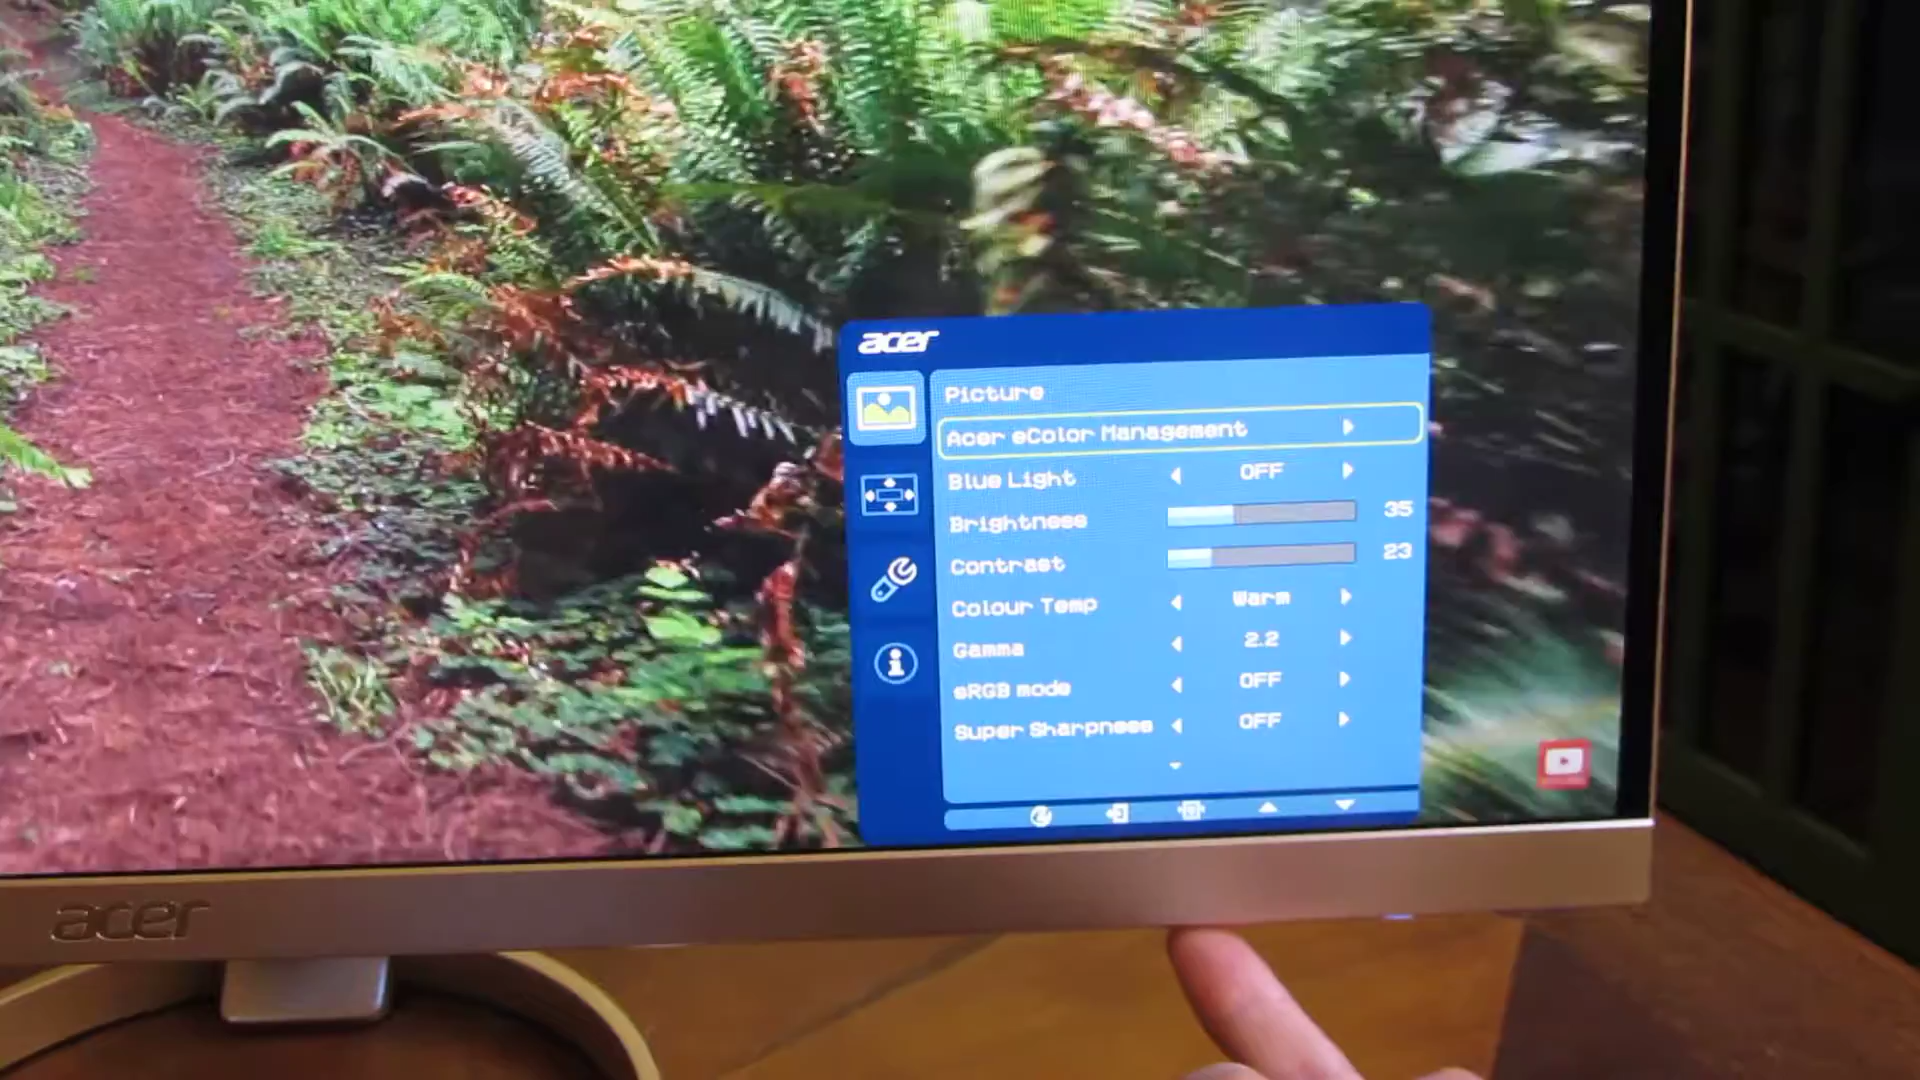 acer
Picture
Acer eColor Management
Blue Light OFF
Brightness 35
Contrast 23
Colour Temp Warm
Gamma 2.2
sRGB mode OFF
Super Sharpness OFF
acer